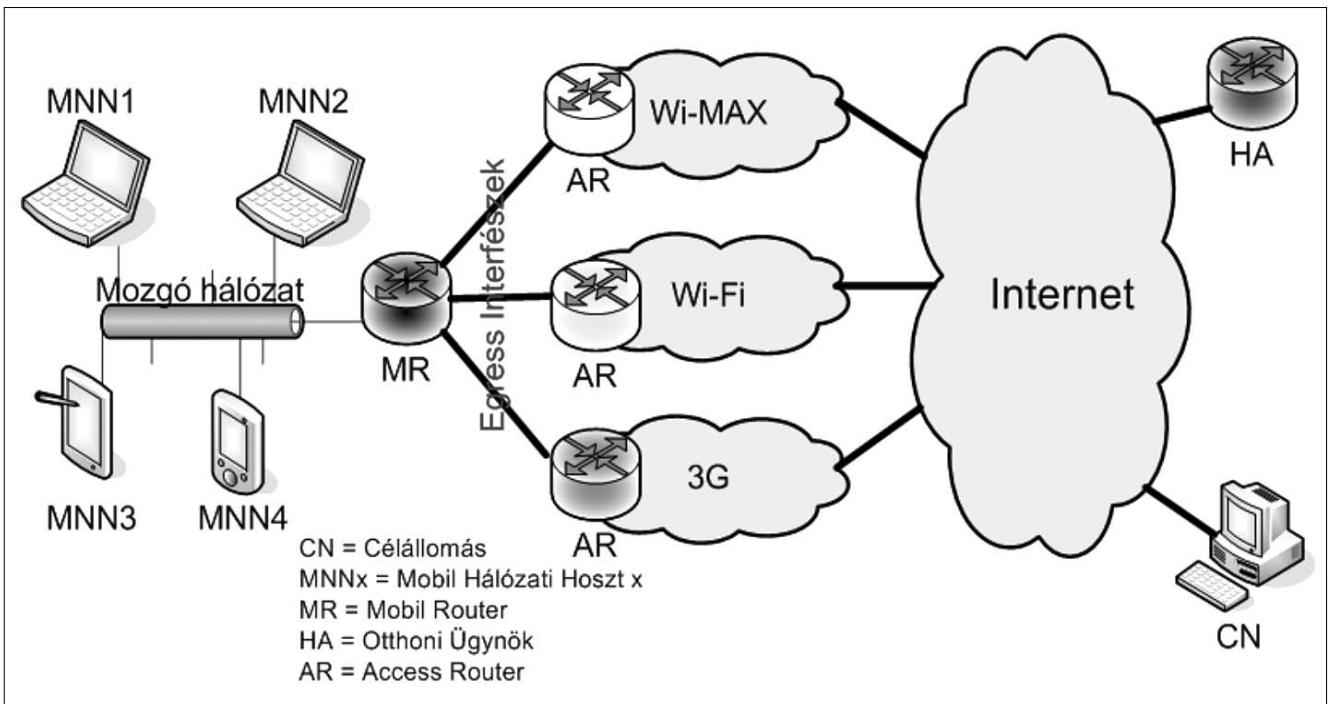 MNN1
MNN2
Mozgó hálózat
MNN3
MNN4
MR
Egress Interfészek
Wi-MAX
AR
Wi-Fi
AR
3G
AR
Internet
HA
CN
CN = Célállomás
MNNx = Mobil Hálózati Hoszt x
MR = Mobil Router
HA = Otthoni Ügynök
AR = Access Router